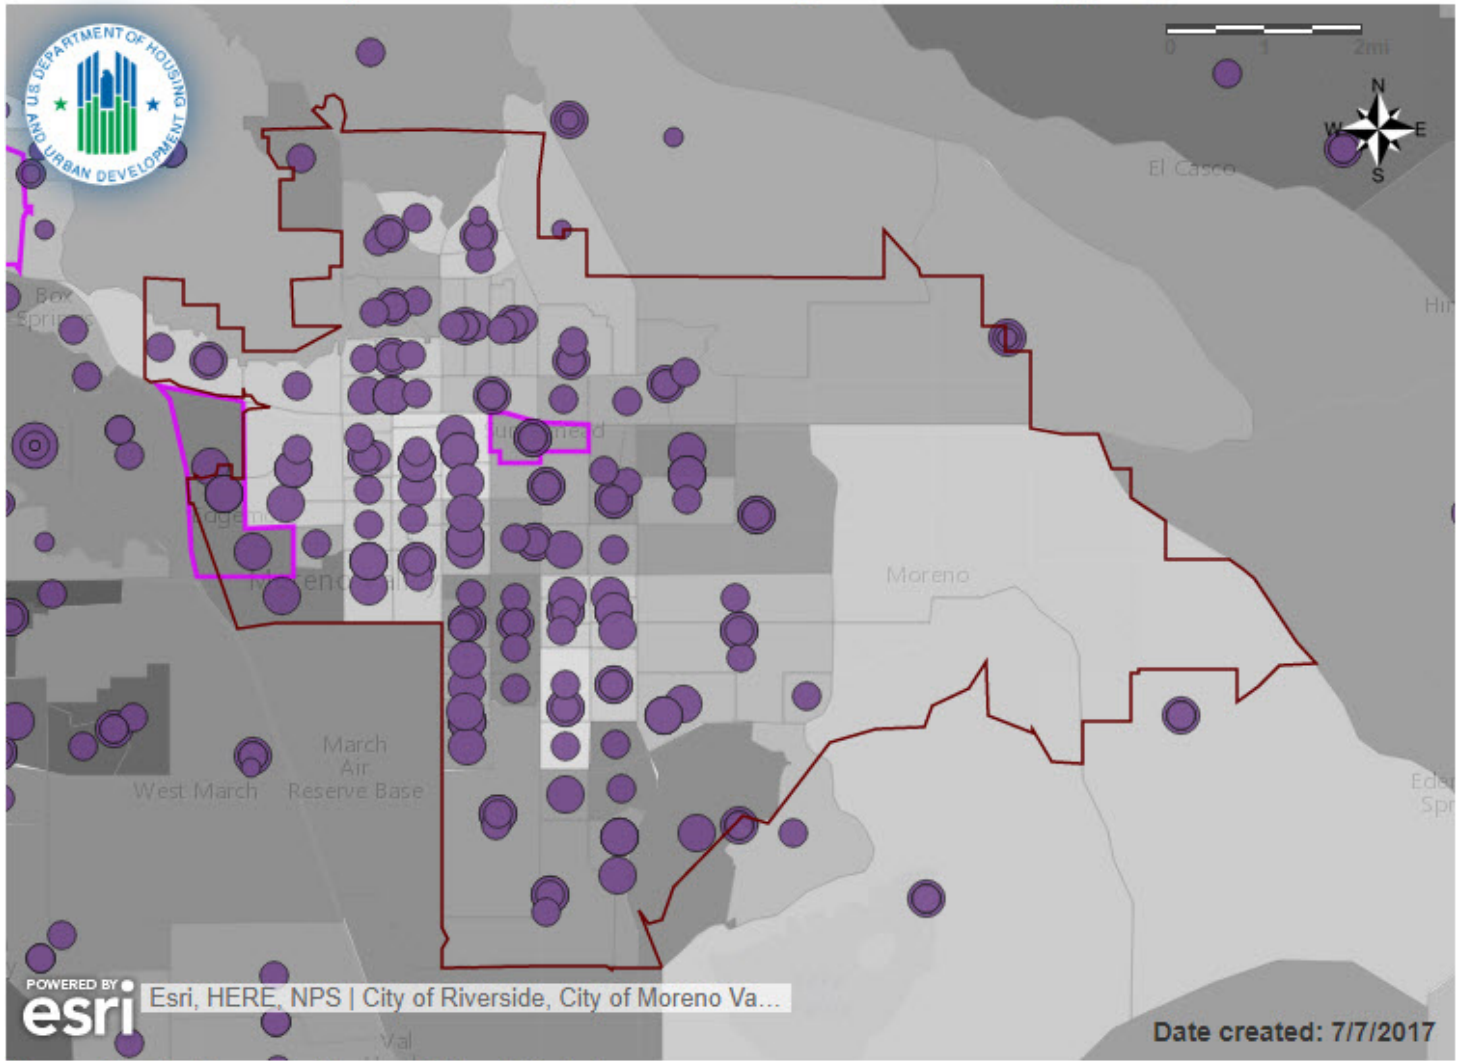 US DEPARTMENT OF HOUSING
AND URBAN DEVELOPMENT
0 1 2mi
N
W E
S
El Casco
Box
Springs
Moreno
March
Air
Reserve Base
West March
POWERED BY
esri
Esri, HERE, NPS | City of Riverside, City of Moreno Va...
Val
Date created: 7/7/2017